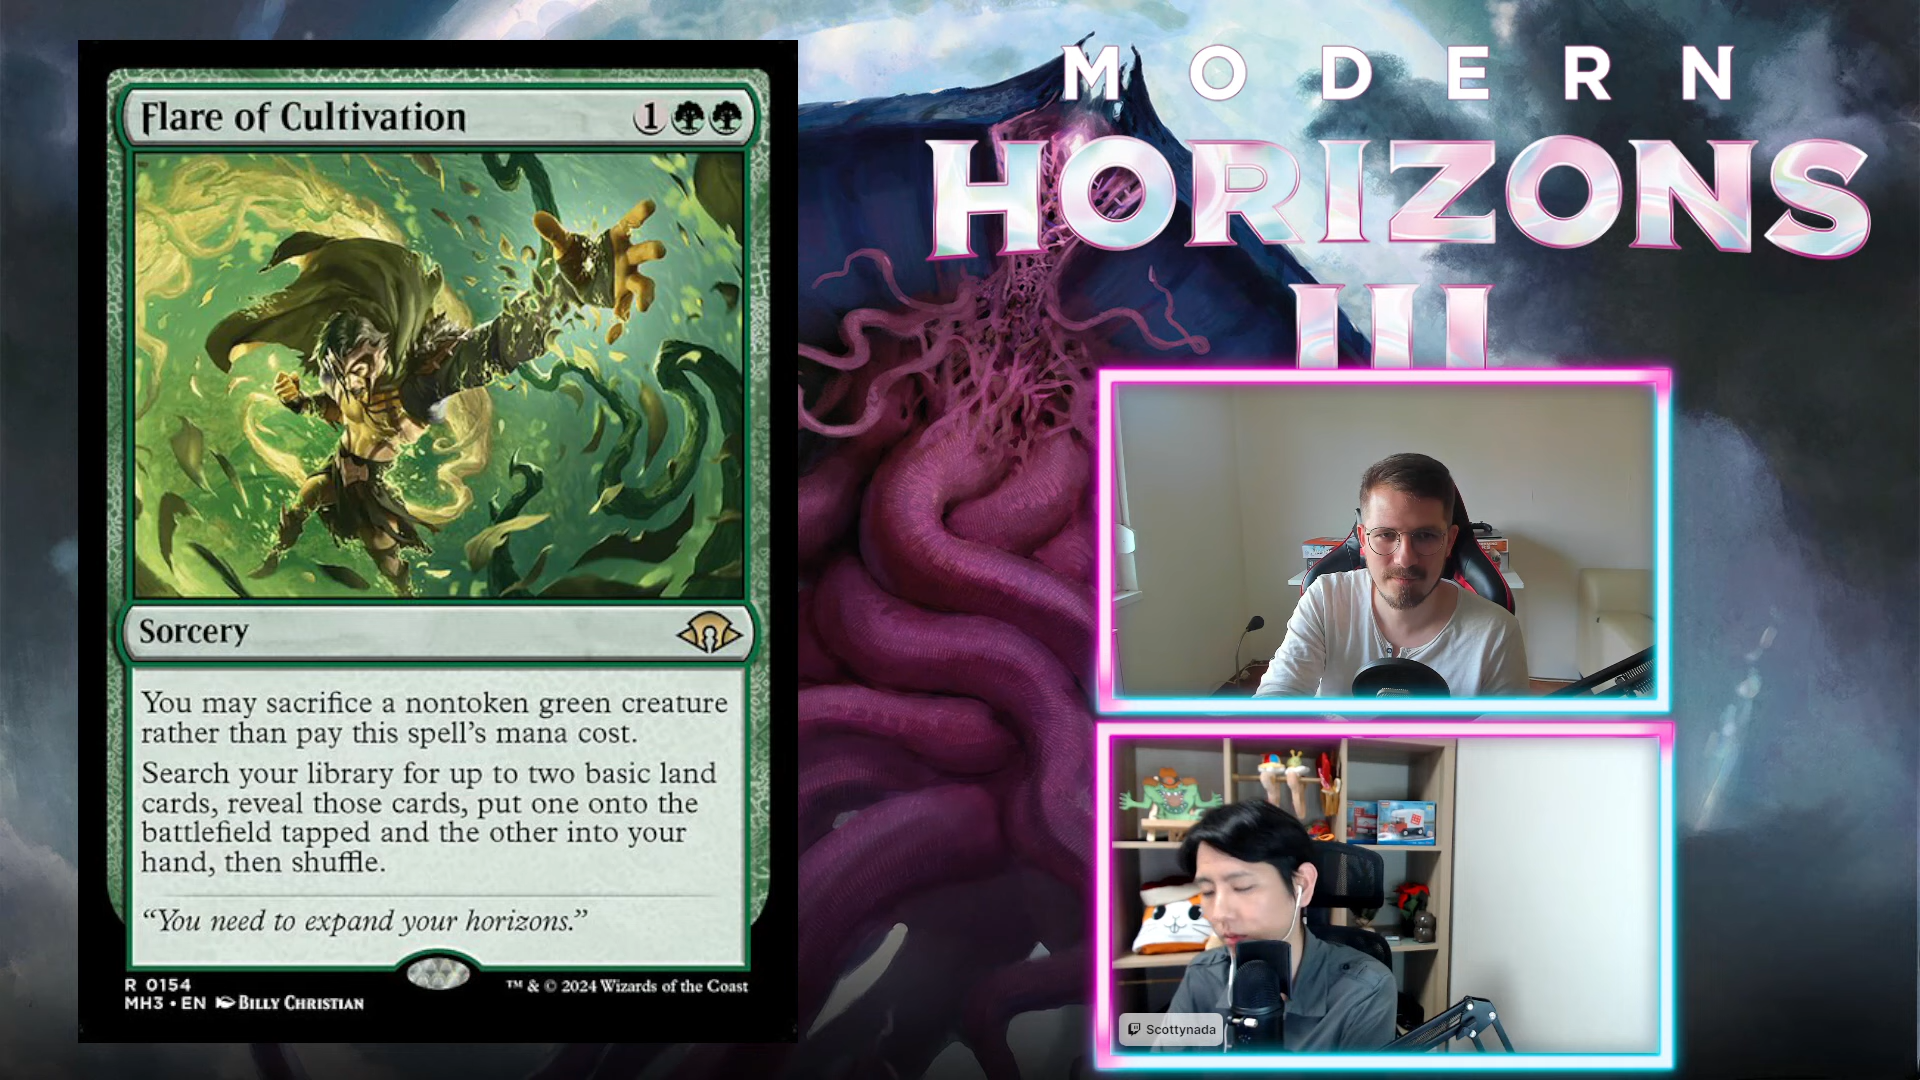 Flare of Cultivation
1
Sorcery
You may sacrifice a nontoken green creature
rather than pay this spell's mana cost.
Search your library for up to two basic land
cards, reveal those cards, put one onto the
battlefield tapped and the other into your
hand, then shuffle.
“You need to expand your horizons.”
R 0154
MH3 • EN BILLY CHRISTIAN
™ & © 2024 Wizards of the Coast
MODERN
HORIZONS
III
Scottynada